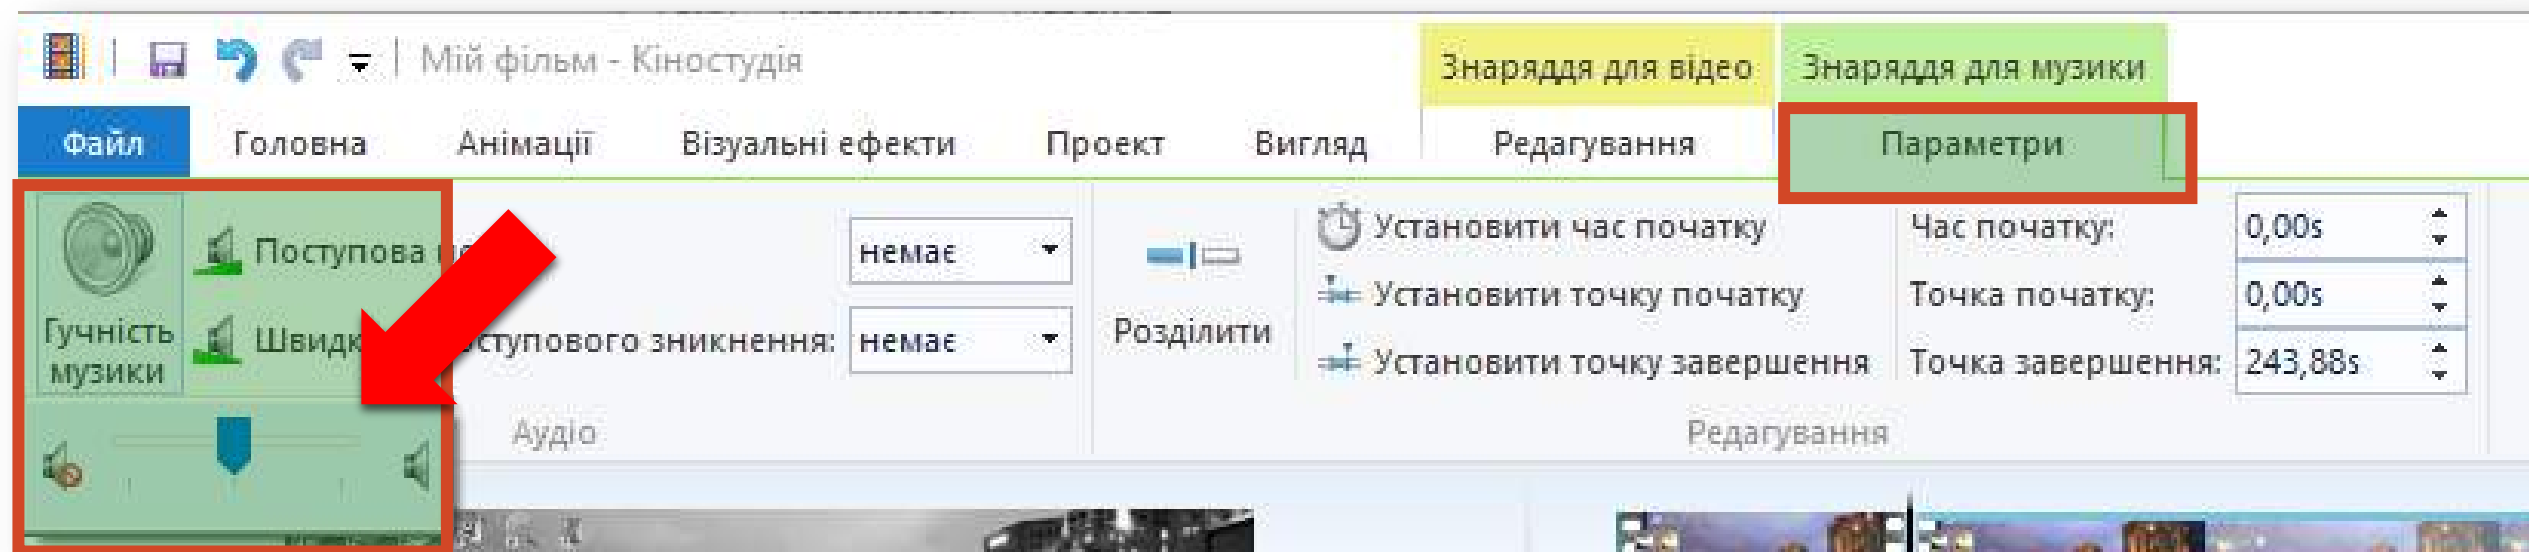 Мій фільм - Кіностудія
Знаряддя для відео
Знаряддя для музики
Файл
Головна
Анімації
Візуальні ефекти
Проект
Вигляд
Редагування
Параметри
Гучність
музики
Поступова
немає
зникнення:
немає
Аудіо
Розділити
Установити час початку
Установити точку початку
Установити точку завершення
Час початку:
0,00s
Точка початку:
0,00s
Точка завершення:
243,88s
Редагування